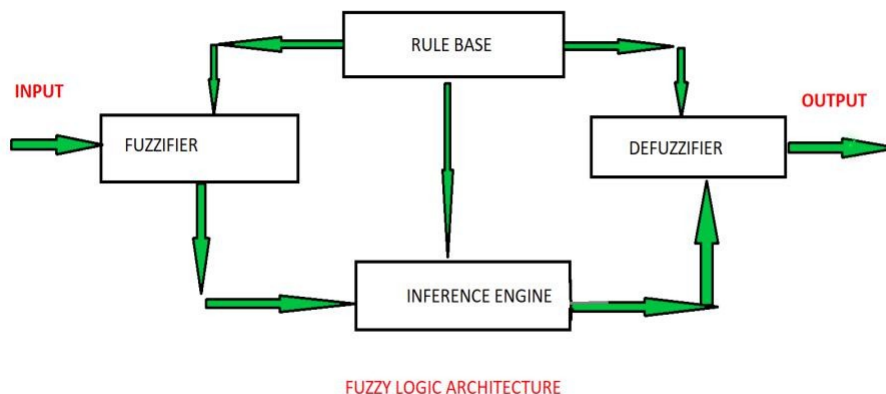 RULE BASE
INPUT
OUTPUT
FUZZIFIER
DEFUZZIFIER
INFERENCE ENGINE
FUZZY LOGIC ARCHITECTURE